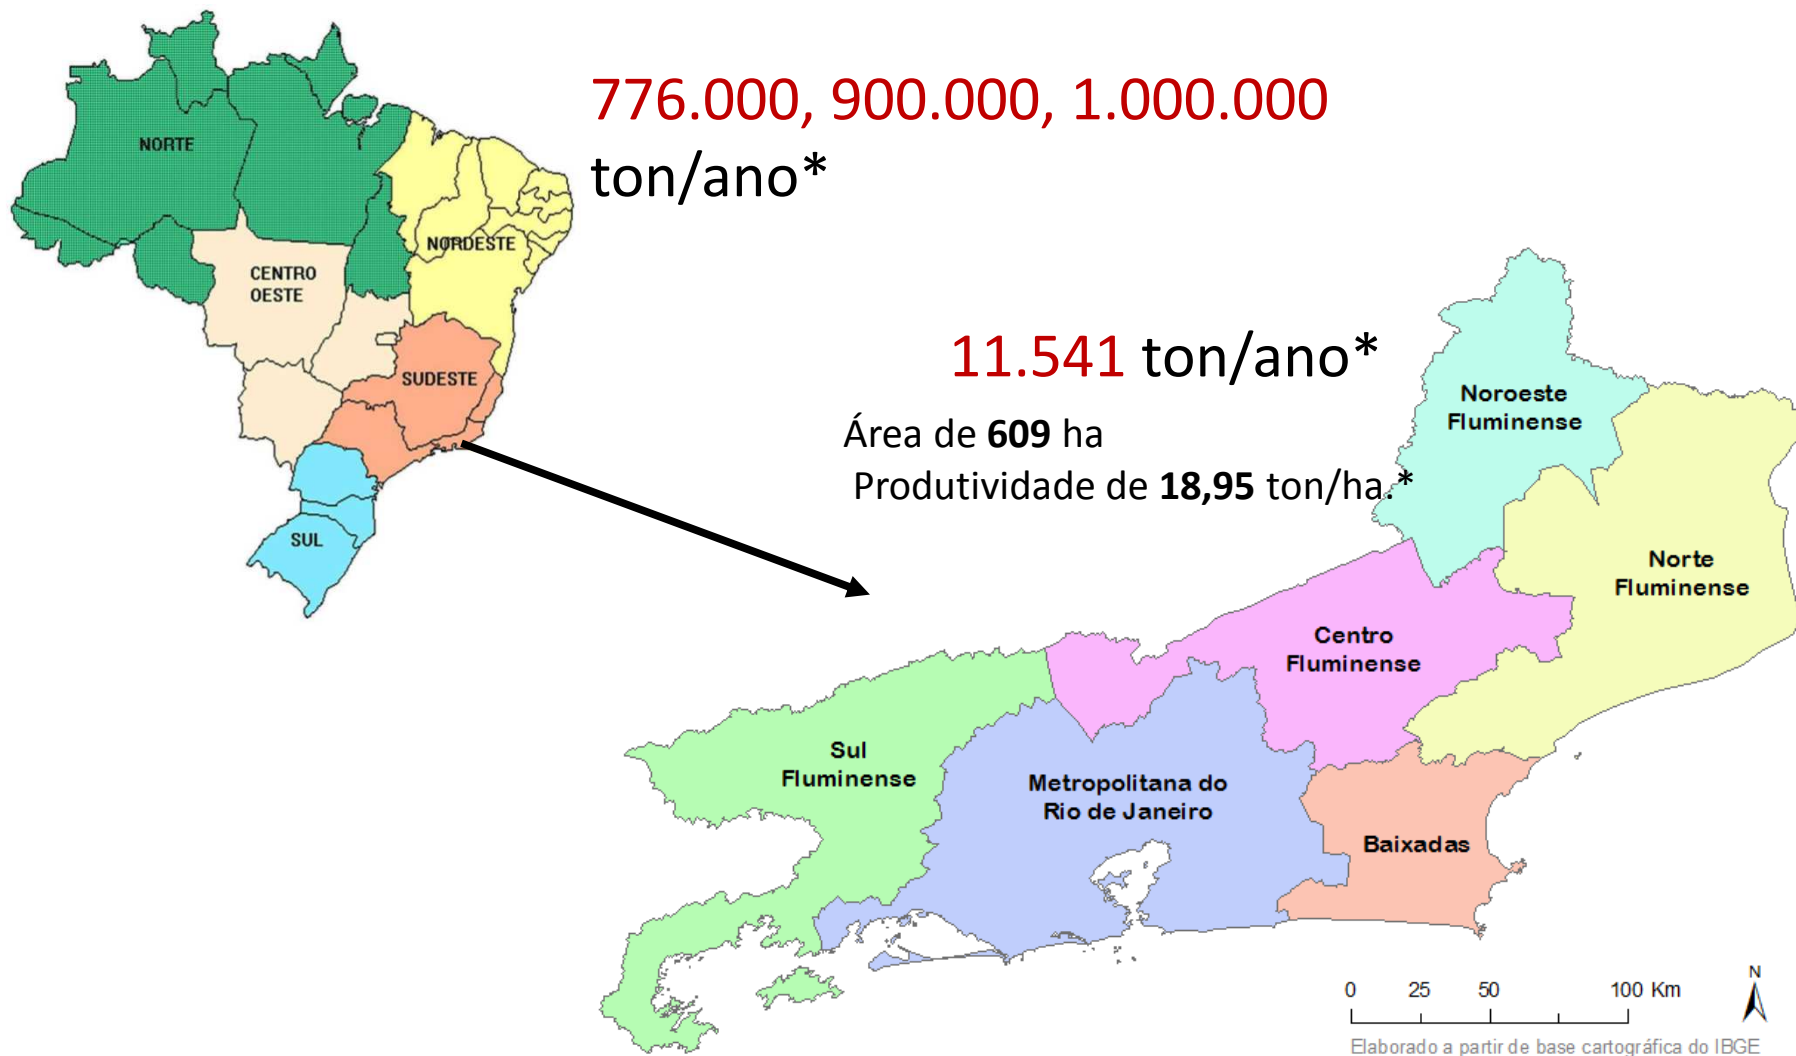 776.000, 900.000, 1.000.000
ton/ano*
NORTE
NORDESTE
CENTRO
OESTE
SUDESTE
SUL
11.541 ton/ano*
Área de 609 ha
Produtividade de 18,95 ton/ha.*
Noroeste
Fluminense
Norte
Fluminense
Centro
Fluminense
Sul
Fluminense
Metropolitana do
Rio de Janeiro
Baixadas
N
0 25 50 100 Km
Elaborado a partir de base cartográfica do IBGE